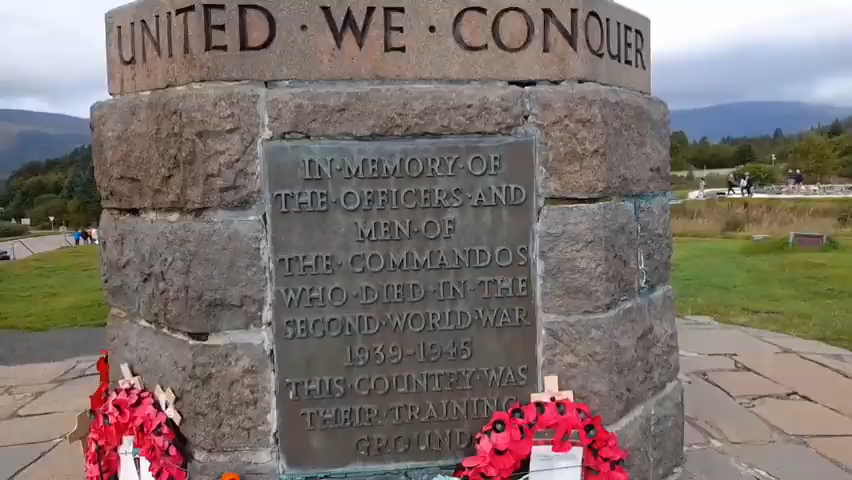 UNITED · WE · CONQUER
IN · MEMORY · OF
THE · OFFICERS · AND
MEN · OF
THE · COMMANDOS
WHO · DIED · IN · THE
SECOND · WORLD · WAR
1939-1945
THIS · COUNTRY · WAS
THEIR · TRAINING
GROUND